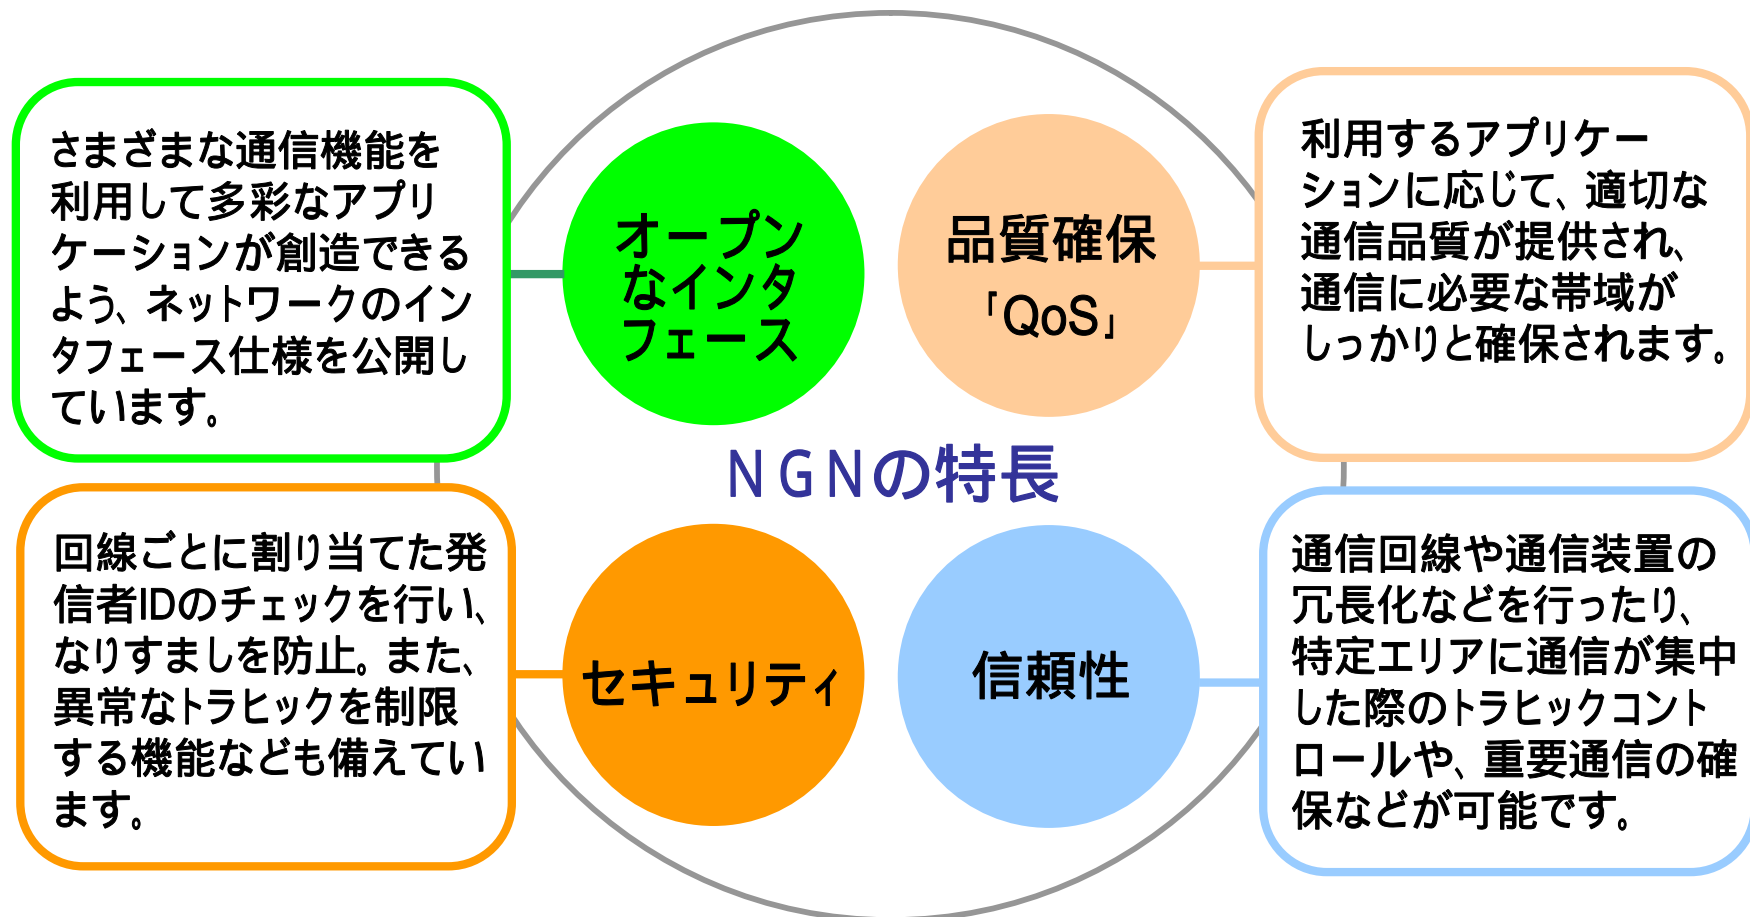 さまざまな通信機能を
利用して多彩なアプリ
ケーションが創造できる
よう、ネットワークのイン
タフェース仕様を公開し
ています。
オープン
なインタ
フェース
品質確保
「QoS」
利用するアプリケー
ションに応じて、適切な
通信品質が提供され、
通信に必要な帯域が
しっかりと確保されます。
NGNの特長
回線ごとに割り当てた発
信者IDのチェックを行い、
なりすましを防止。また、
異常なトラヒックを制限
する機能なども備えてい
ます。
セキュリティ
信頼性
通信回線や通信装置の
冗長化などを行ったり、
特定エリアに通信が集中
した際のトラヒックコント
ロールや、重要通信の確
保などが可能です。